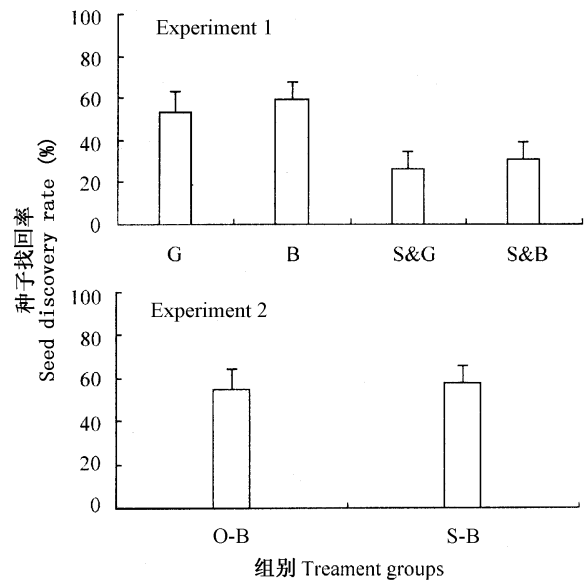 Experiment 1
100
80
60
40
20
0
G B S&G S&B
种子找回率
Seed discovery rate (%)
Experiment 2
100
80
60
40
20
0
O-B S-B
组别 Treament groups